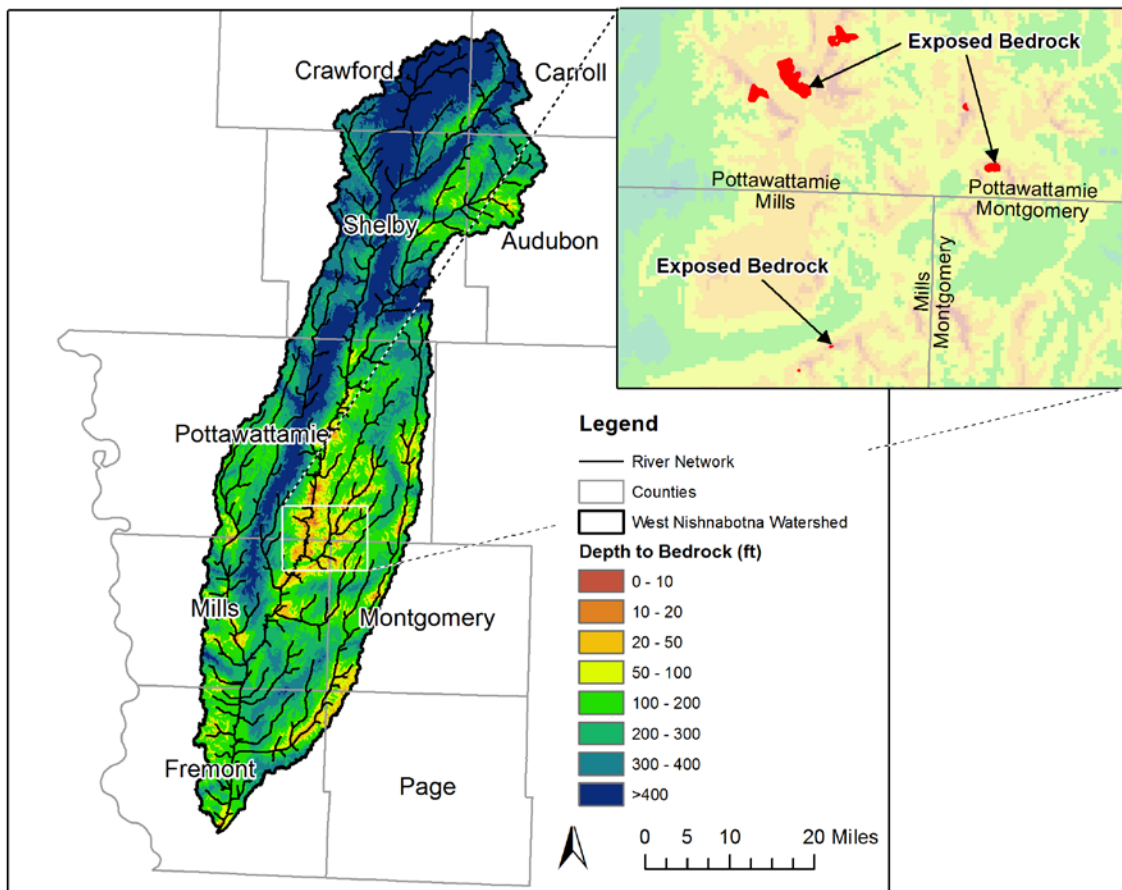 Crawford
Carroll
Shelby
Audubon
Pottawattamie
Mills
Montgomery
Fremont
Page
Exposed Bedrock
Pottawattamie
Mills
Pottawattamie
Montgomery
Mills
Montgomery
Exposed Bedrock
Legend
River Network
Counties
West Nishnabotna Watershed
Depth to Bedrock (ft)
0 - 10
10 - 20
20 - 50
50 - 100
100 - 200
200 - 300
300 - 400
>400
0 5 10 20 Miles